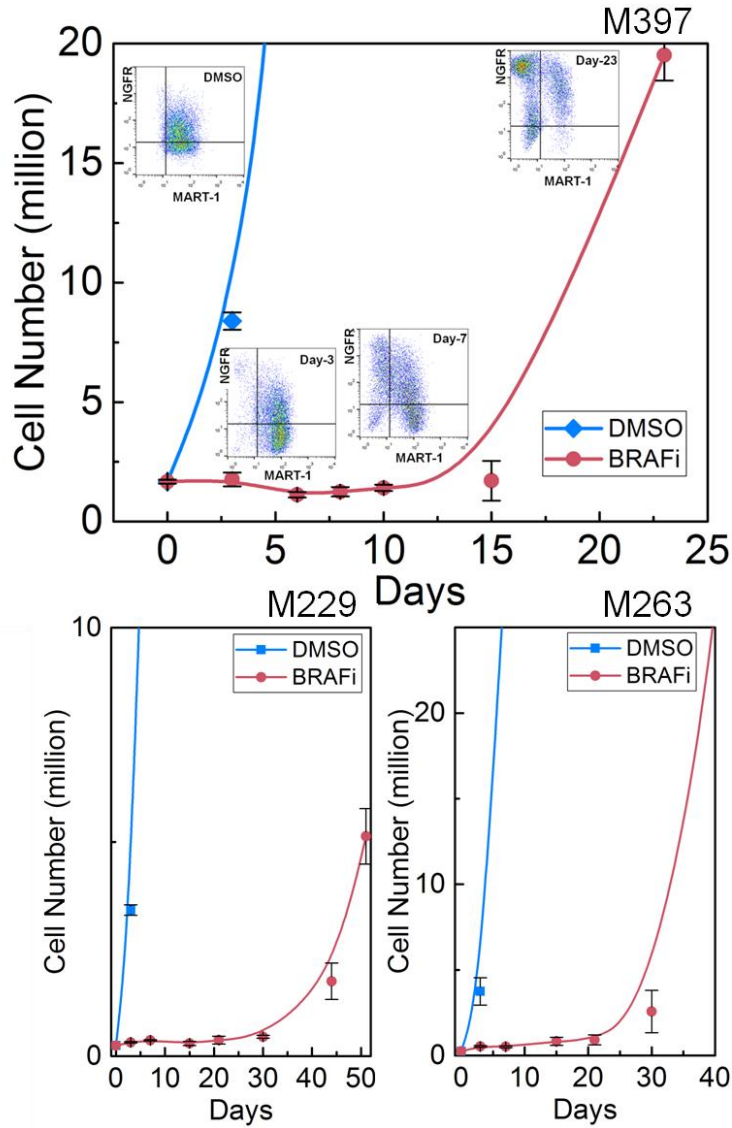 M397
20
15
10
5
0
Cell Number (million)
NGFR
DMSO
MART-1
NGFR
Day-23
MART-1
NGFR
Day-3
MART-1
NGFR
Day-7
MART-1
DMSO
BRAFi
0 5 10 15 20 25
Days
M229
10
0
Cell Number (million)
DMSO
BRAFi
0 10 20 30 40 50
Days
M263
20
10
0
Cell Number (million)
DMSO
BRAFi
0 10 20 30 40
Days